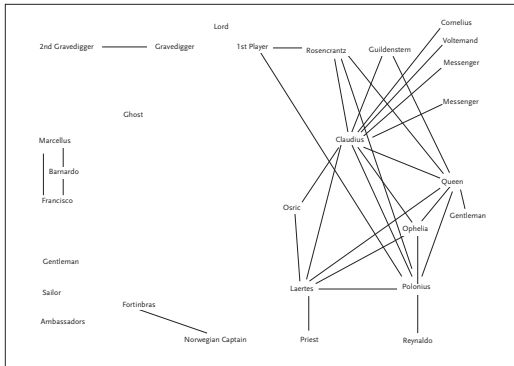 Cornelius
Lord
Voltemand
2nd Gravedigger
Gravedigger
1st Player
Rosencrantz
Guildenstern
Messenger
Messenger
Ghost
Marcellus
Claudius
Barnardo
Queen
Francisco
Osric
Gentleman
Ophelia
Gentleman
Sailor
Laertes
Polonius
Fortinbras
Ambassadors
Norwegian Captain
Priest
Reynaldo